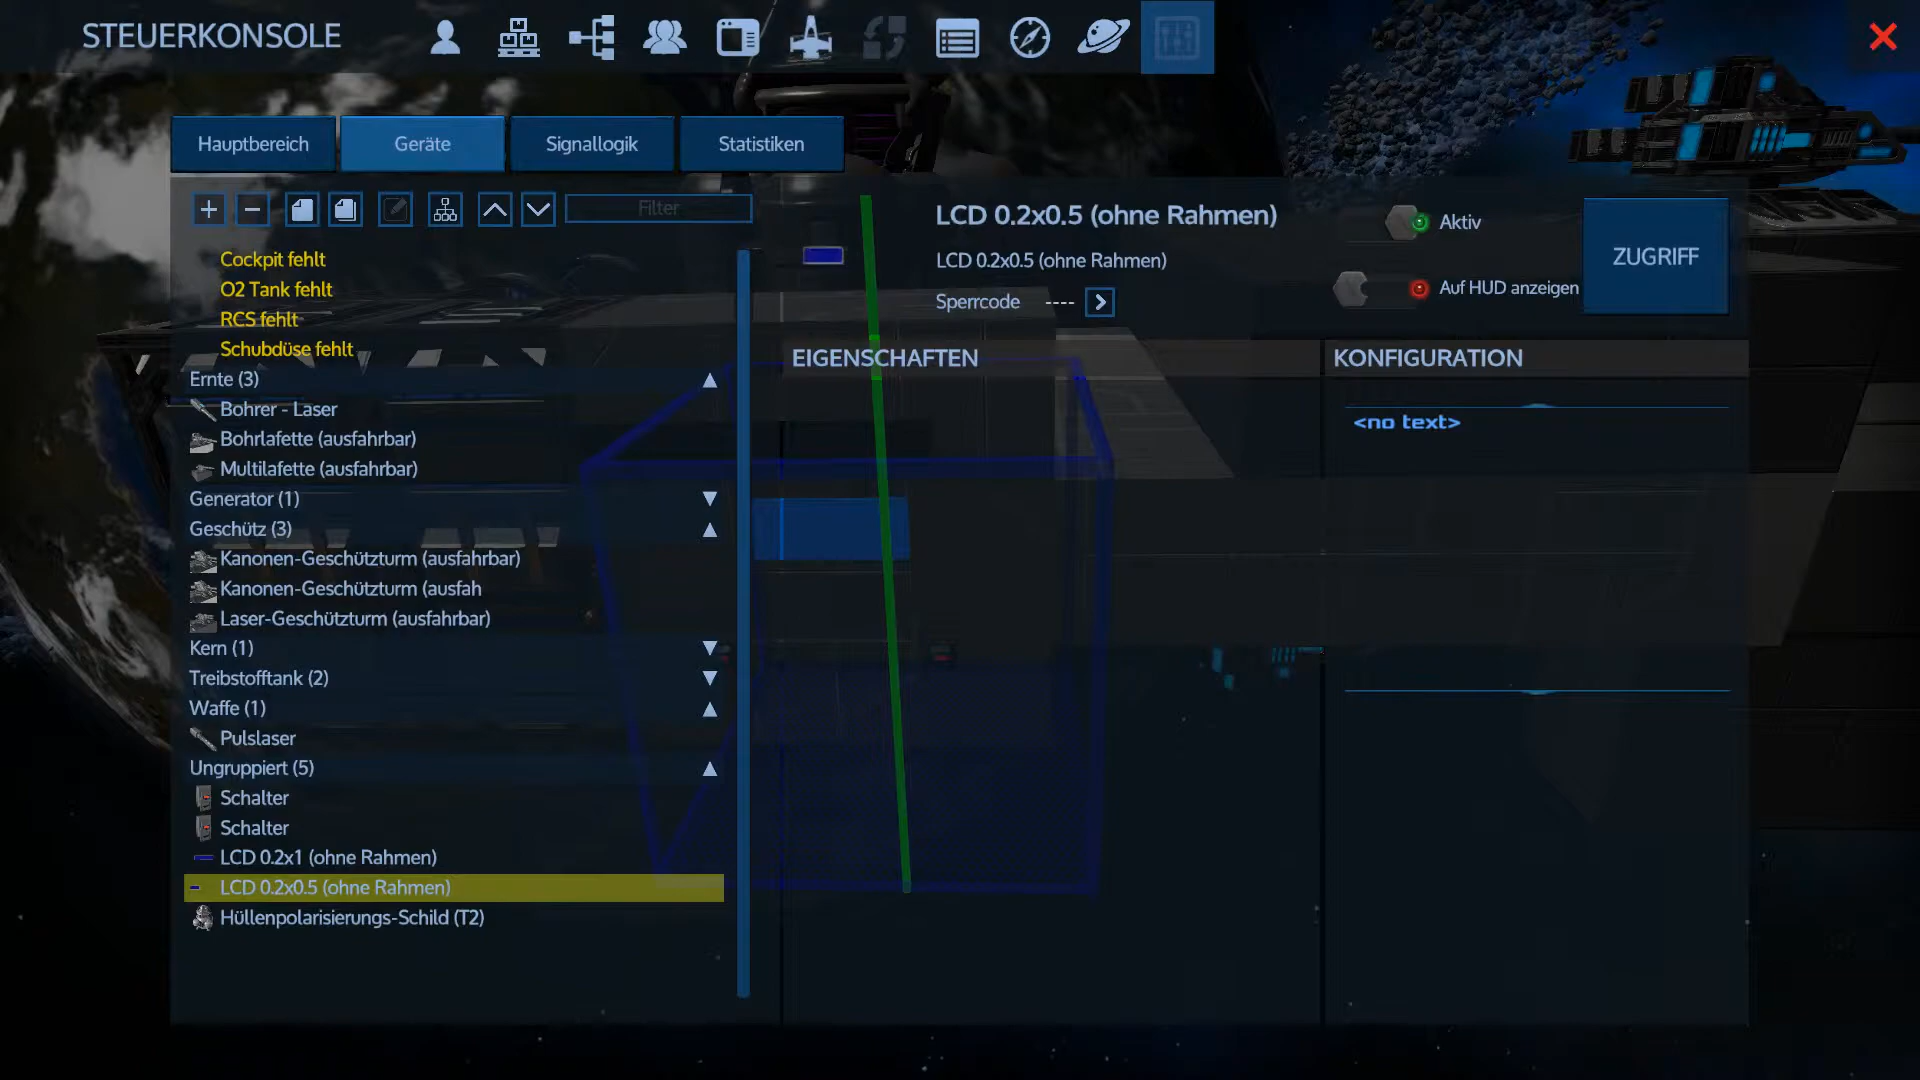 STEUERKONSOLE
Hauptbereich
Geräte
Signallogik
Statistiken
Filter
Cockpit fehlt
O2 Tank fehlt
RCS fehlt
Schubdüse fehlt
Ernte (3)
Bohrer - Laser
Bohrlafette (ausfahrbar)
Multilafette (ausfahrbar)
Generator (1)
Geschütz (3)
Kanonen-Geschützturm (ausfahrbar)
Kanonen-Geschützturm (ausfah
Laser-Geschützturm (ausfahrbar)
Kern (1)
Treibstofftank (2)
Waffe (1)
Pulslaser
Ungruppiert (5)
Schalter
Schalter
LCD 0.2x1 (ohne Rahmen)
LCD 0.2x0.5 (ohne Rahmen)
Hüllenpolarisierungs-Schild (T2)
LCD 0.2x0.5 (ohne Rahmen)
LCD 0.2x0.5 (ohne Rahmen)
Sperrcode ----
Aktiv
Auf HUD anzeigen
ZUGRIFF
EIGENSCHAFTEN
KONFIGURATION
<no text>